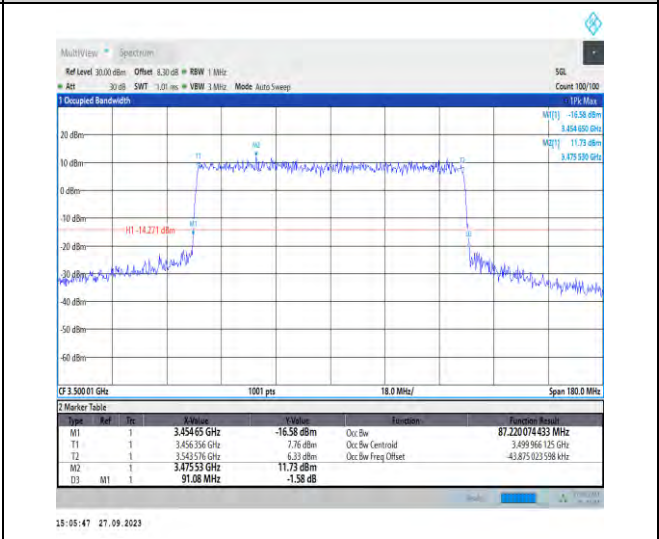 MultiView Spectrum
Ref Level 30.00 dBm Offset 8.30 dB RBW 1 MHz SGL
Att 30 dB SWT 1.01 ms VBW 3 MHz Mode Auto Sweep Count 100/100
1 Occupied Bandwidth 1Pk Max
M1[1] -16.58 dBm
3.454 650 GHz
M2[1] 11.73 dBm
3.475 530 GHz
20 dBm
M2
T1 T2
10 dBm
0 dBm
-10 dBm
M1
H1 -14.271 dBm
D3
-20 dBm
-30 dBm
-40 dBm
-50 dBm
-60 dBm
CF 3.500 01 GHz 1001 pts 18.0 MHz/ Span 180.0 MHz
2 Marker Table
Type Ref Trc X-Value Y-Value Function Function Result
M1 1 3.454 65 GHz -16.58 dBm Occ Bw 87.220 074 433 MHz
T1 1 3.456 356 GHz 7.76 dBm Occ Bw Centroid 3.499 966 125 GHz
T2 1 3.543 576 GHz 6.33 dBm Occ Bw Freq Offset -43.875 023 598 kHz
M2 1 3.475 53 GHz 11.73 dBm
D3 M1 1 91.08 MHz -1.58 dB
15:05:47 27.09.2023